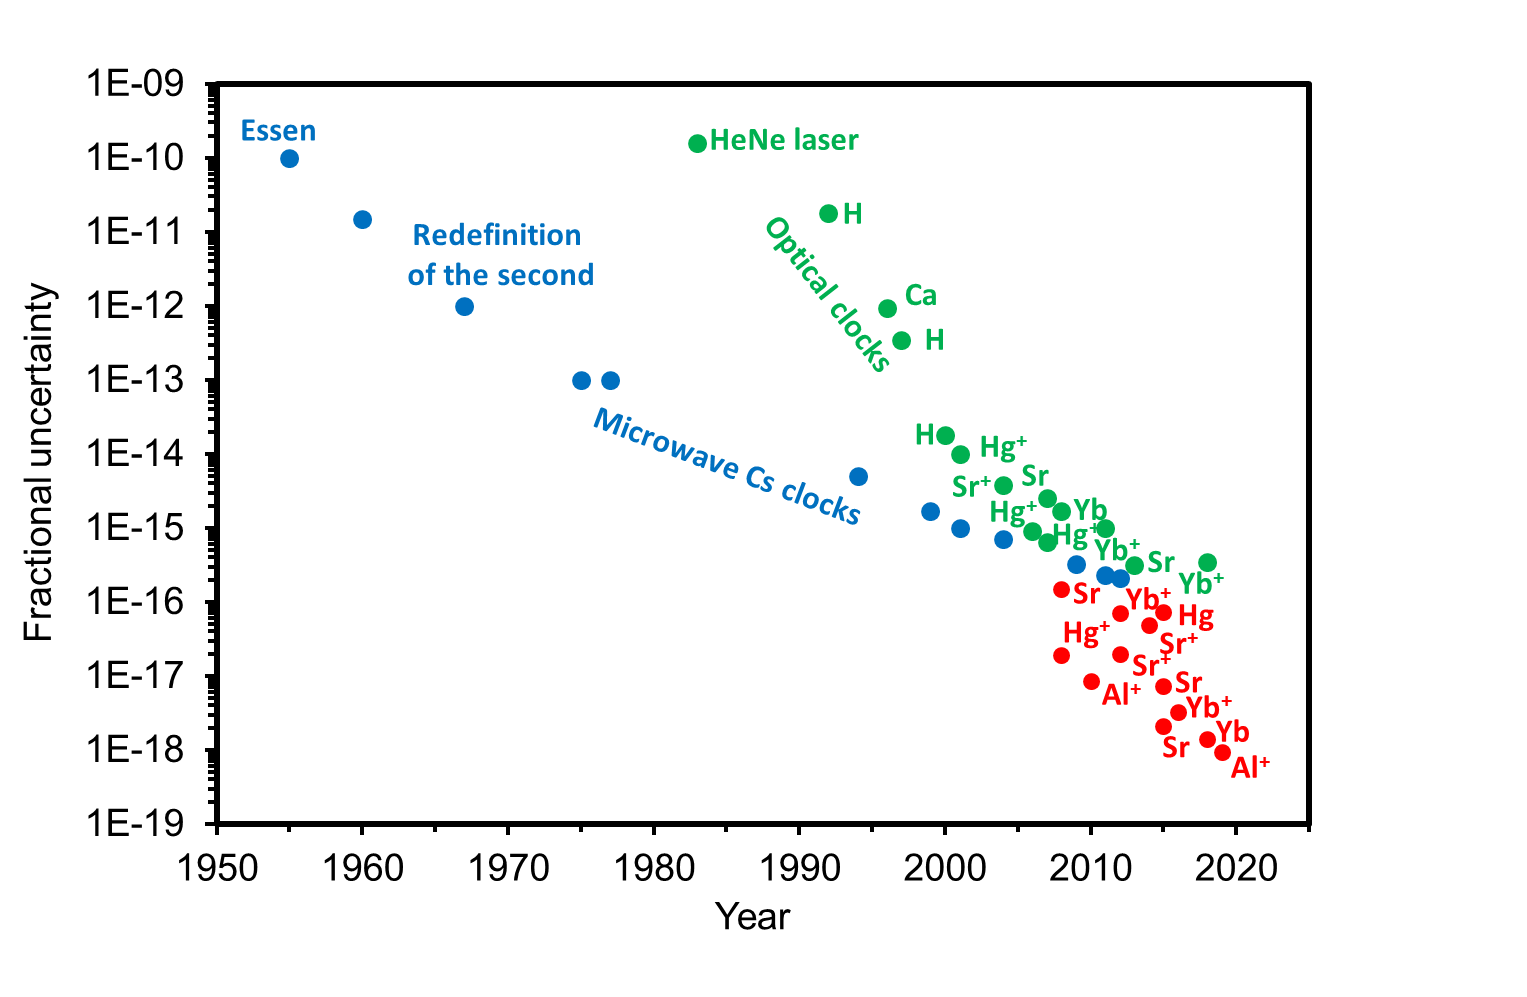 1E-09
Essen
HeNe laser
1E-10
H
1E-11
Redefinition
of the second
Optical clocks
Ca
1E-12
H
1E-13
Microwave Cs clocks
H
Hg⁺
1E-14
Sr⁺
Sr
Hg⁺
Yb
1E-15
Hg⁺
Yb⁺
Sr
Yb⁺
1E-16
Sr
Yb⁺
Hg
Hg⁺
Sr⁺
1E-17
Sr⁺
Sr
Al⁺
Yb⁺
1E-18
Sr
Yb
Al⁺
1E-19
Fractional uncertainty
1950 1960 1970 1980 1990 2000 2010 2020
Year